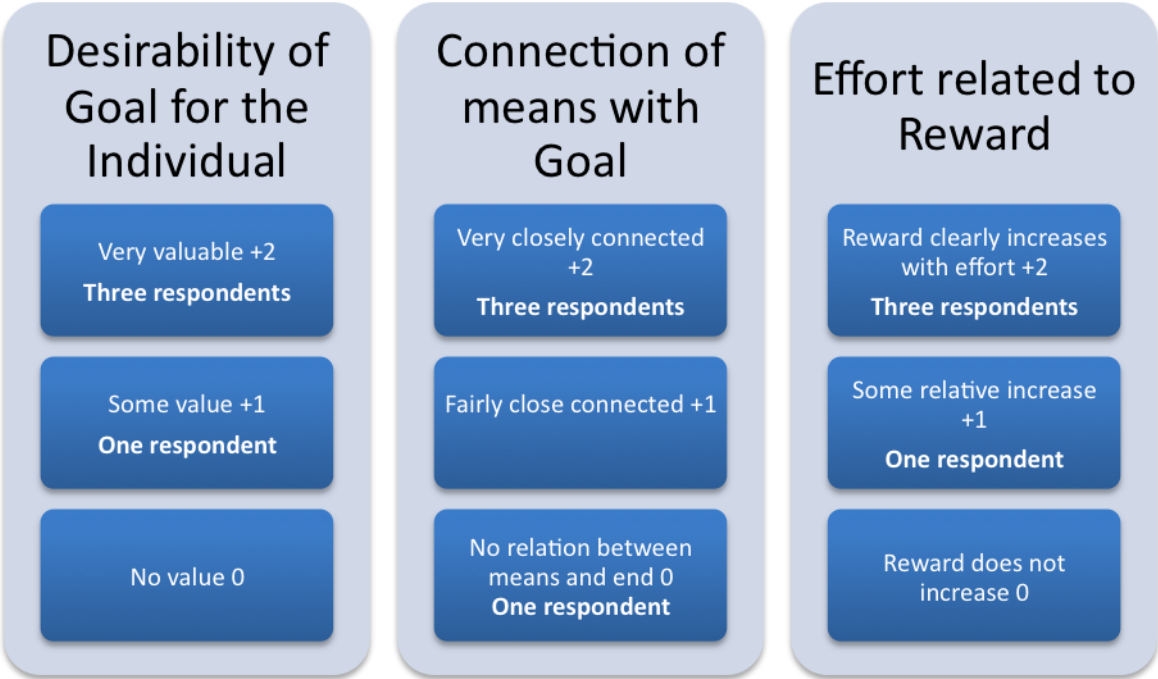 Desirability of
Goal for the
Individual
Very valuable +2
Three respondents
Some value +1
One respondent
No value 0
Connection of
means with
Goal
Very closely connected
+2
Three respondents
Fairly close connected +1
No relation between
means and end 0
One respondent
Effort related to
Reward
Reward clearly increases
with effort +2
Three respondents
Some relative increase
+1
One respondent
Reward does not
increase 0